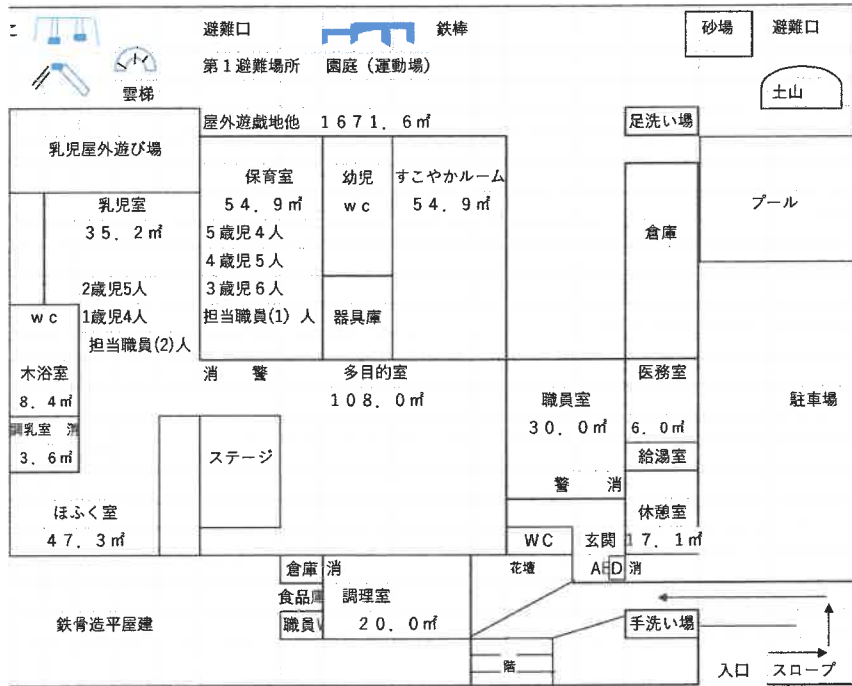 避難口
鉄棒
砂場
避難口
第1避難場所 園庭（運動場）
雲梯
土山
屋外遊戯地他 1671.6㎡
足洗い場
乳児屋外遊び場
乳児室
35.2㎡
2歳児5人
1歳児4人
担当職員(2)人
保育室
54.9㎡
5歳児4人
4歳児5人
3歳児6人
担当職員(1)人
幼児
wc
器具庫
すこやかルーム
54.9㎡
倉庫
プール
wc
木浴室
8.4㎡
調乳室 消
3.6㎡
ほふく室
47.3㎡
消 警
多目的室
108.0㎡
ステージ
職員室
30.0㎡
警 消
医務室
6.0㎡
給湯室
休憩室
17.1㎡
駐車場
WC
玄関
花壇
AED 消
倉庫
消
食品庫
調理室
20.0㎡
職員W
鉄骨造平屋建
手洗い場
階
入口 スロープ